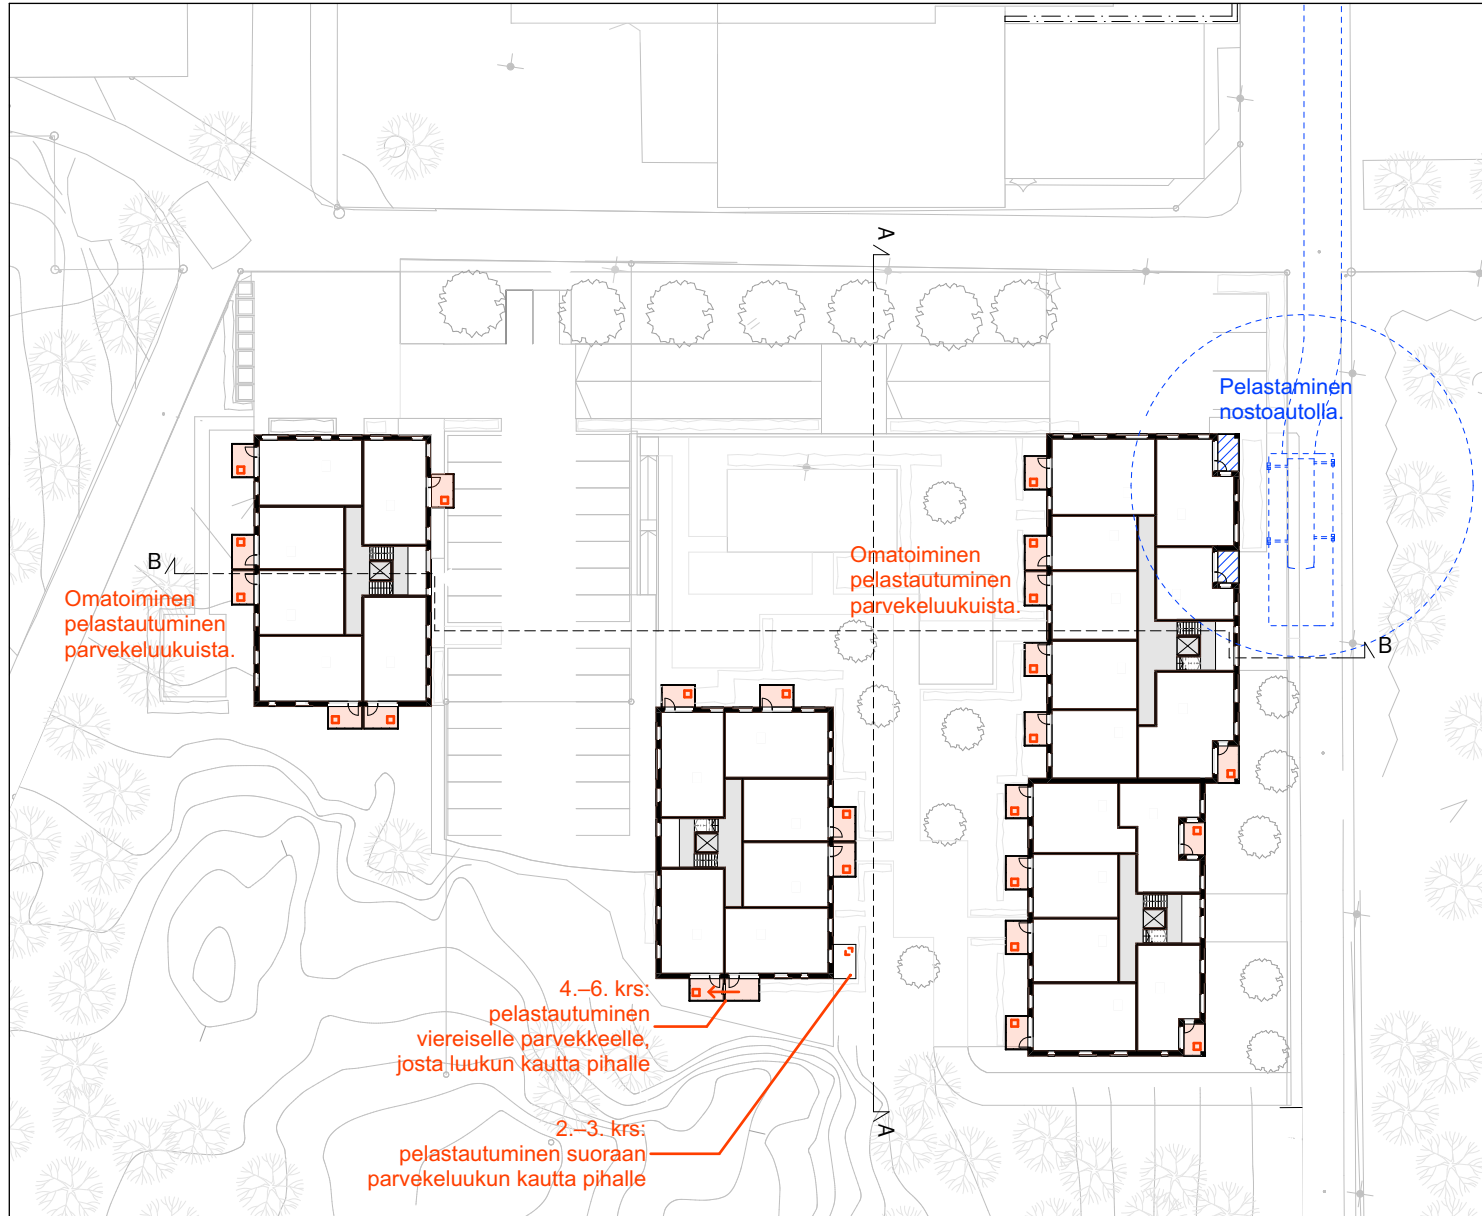 A
Pelastaminen
nostoautolla.
B
Omatoiminen
pelastautuminen
parvekeluukuista.
Omatoiminen
pelastautuminen
parvekeluukuista.
B
4.–6. krs:
pelastautuminen
viereiselle parvekkeelle,
josta luukun kautta pihalle
2.–3. krs:
pelastautuminen suoraan
parvekeluukun kautta pihalle
A